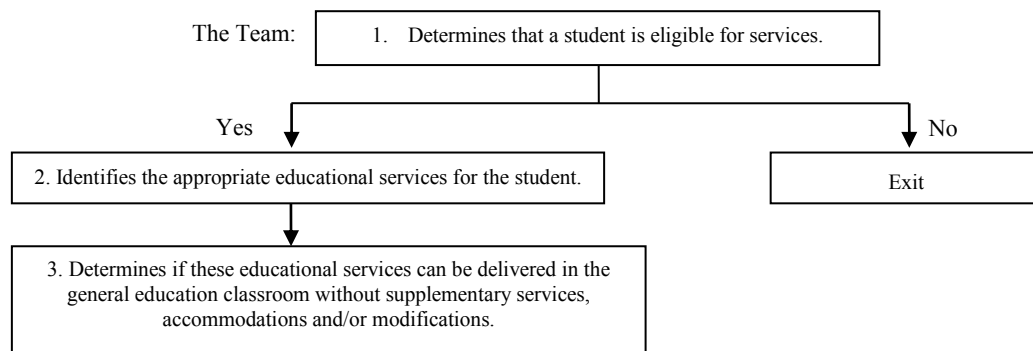 The Team:
1. Determines that a student is eligible for services.
Yes
No
2. Identifies the appropriate educational services for the student.
Exit
3. Determines if these educational services can be delivered in the
general education classroom without supplementary services,
accommodations and/or modifications.